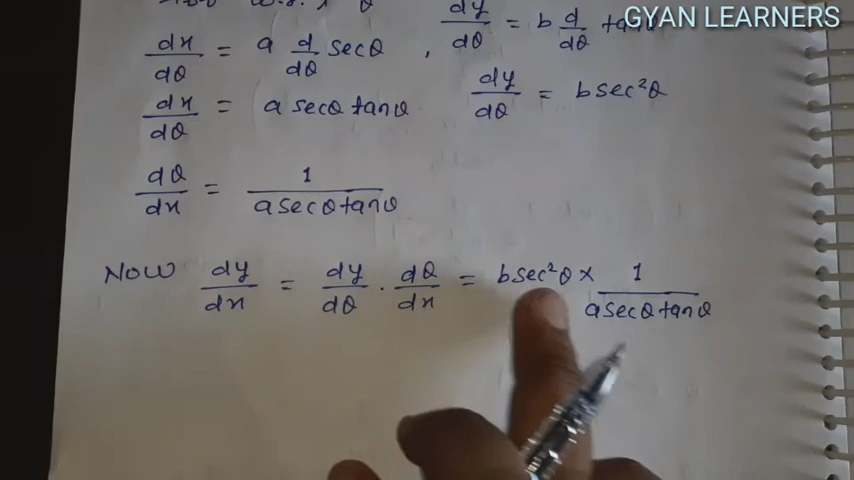 GYAN LEARNERS
dy/dθ = b d/dθ
dx/dθ = a d/dθ secθ ,
dx/dθ = a secθ tanθ
dy/dθ = b sec²θ
dθ/dx = 1/(a secθ tanθ)
Now dy/dx = dy/dθ · dθ/dx = b sec²θ × 1/(a secθ tanθ)